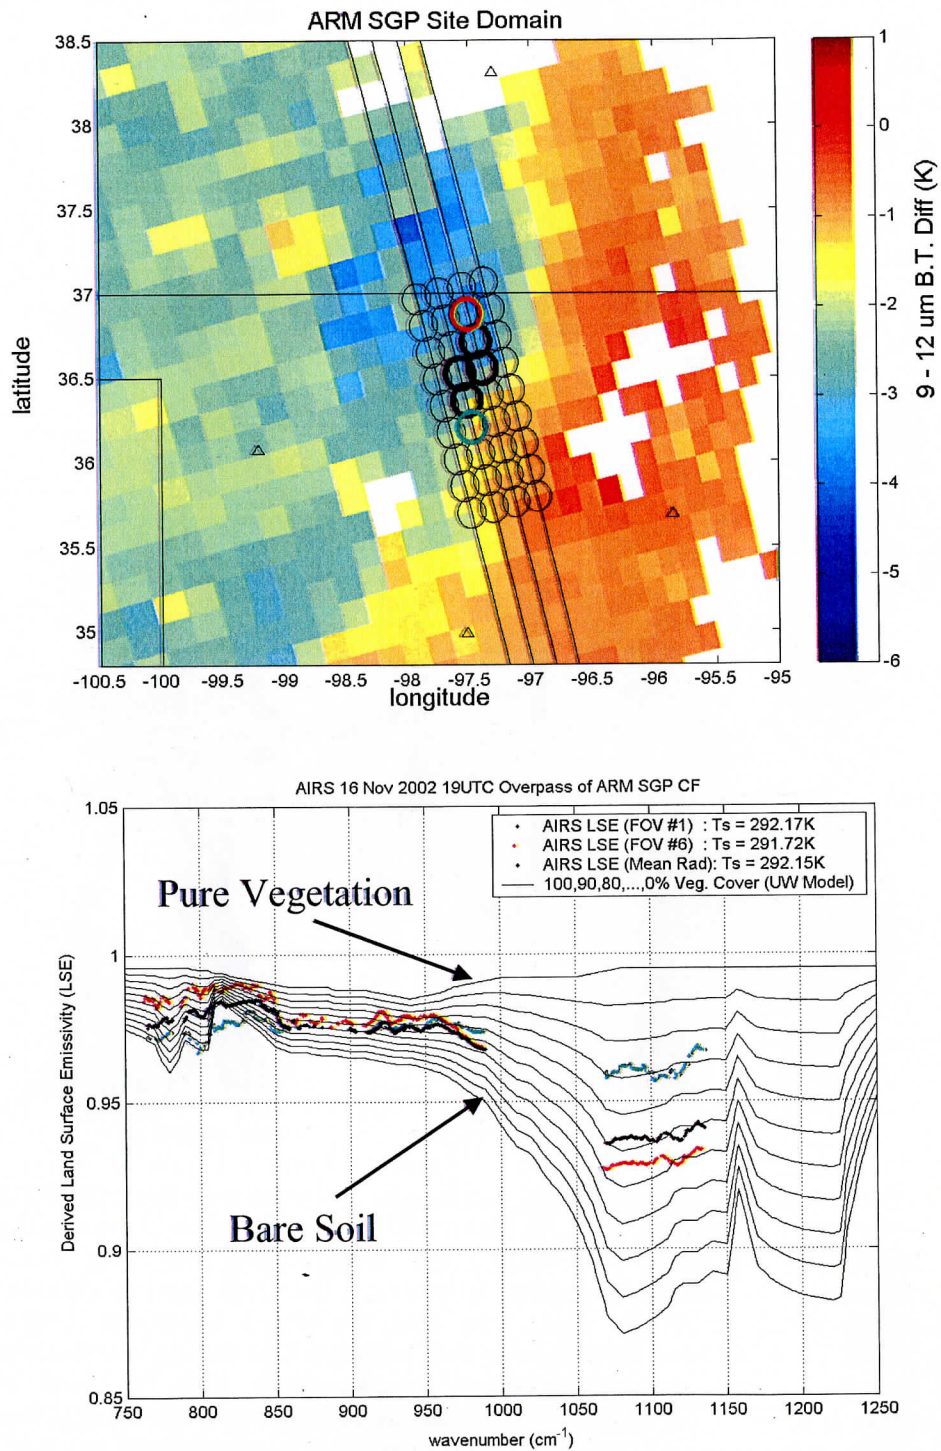 ARM SGP Site Domain
38.5
38
37.5
37
36.5
36
35.5
35
latitude
-100.5 -100 -99.5 -99 -98.5 -98 -97.5 -97 -96.5 -96 -95.5 -95
longitude
1
0
-1
-2
-3
-4
-5
-6
9 - 12 um B.T. Diff (K)
AIRS 16 Nov 2002 19UTC Overpass of ARM SGP CF
1.05
1
0.95
0.9
0.85
Derived Land Surface Emissivity (LSE)
AIRS LSE (FOV #1) : Ts = 292.17K
AIRS LSE (FOV #6) : Ts = 291.72K
AIRS LSE (Mean Rad): Ts = 292.15K
100,90,80,...,0% Veg. Cover (UW Model)
Pure Vegetation
Bare Soil
750 800 850 900 950 1000 1050 1100 1150 1200 1250
wavenumber (cm-1)